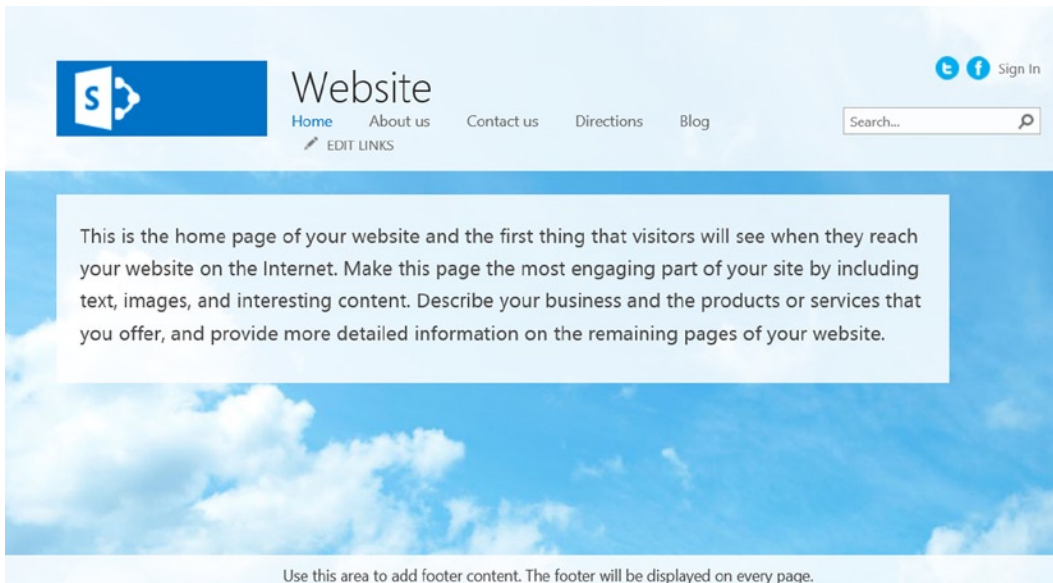 S
Website
Sign In
Home About us Contact us Directions Blog
Search...
EDIT LINKS
This is the home page of your website and the first thing that visitors will see when they reach
your website on the Internet. Make this page the most engaging part of your site by including
text, images, and interesting content. Describe your business and the products or services that
you offer, and provide more detailed information on the remaining pages of your website.
Use this area to add footer content. The footer will be displayed on every page.